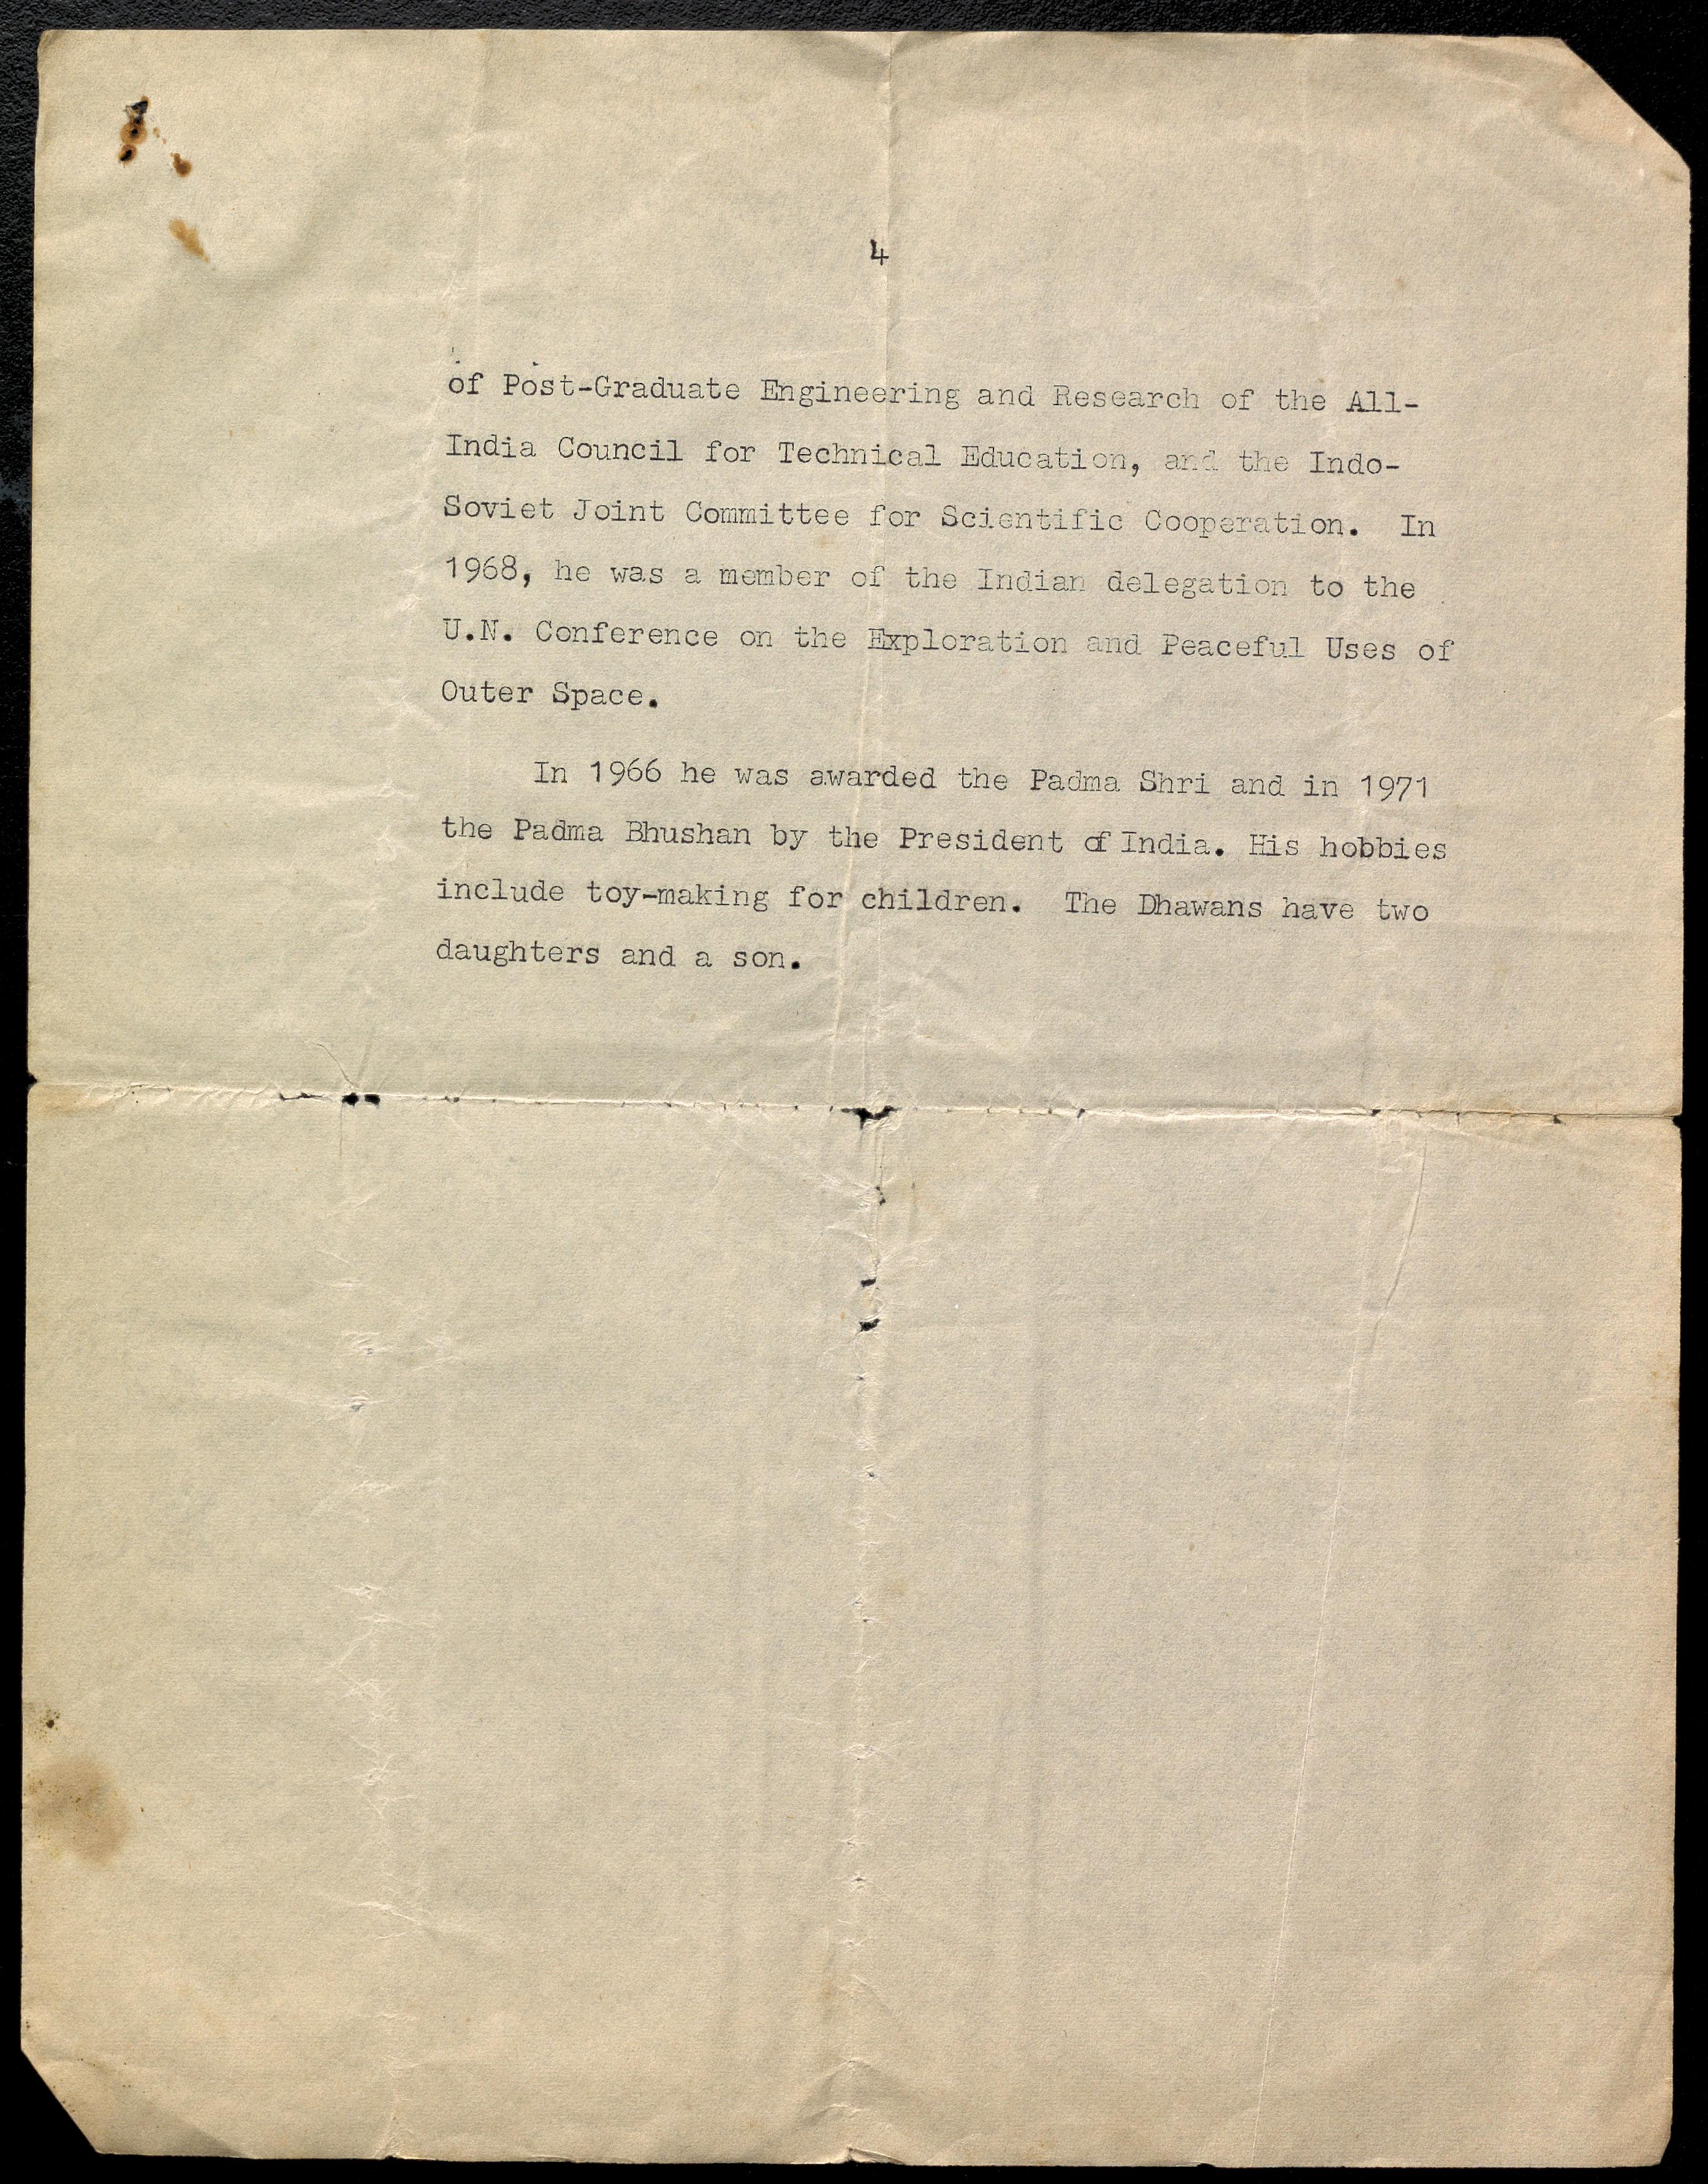 4
of Post-Graduate Engineering and Research of the All-
India Council for Technical Education, and the Indo-
Soviet Joint Committee for Scientific Cooperation.  In
1968, he was a member of the Indian delegation to the
U.N. Conference on the Exploration and Peaceful Uses of
Outer Space.
In 1966 he was awarded the Padma Shri and in 1971
the Padma Bhushan by the President of India. His hobbies
include toy-making for children.  The Dhawans have two
daughters and a son.